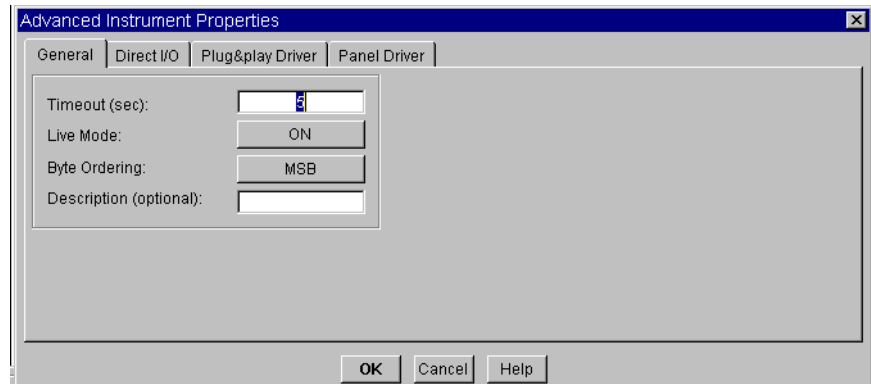 Advanced Instrument Properties
General Direct I/O Plug&play Driver Panel Driver
Timeout (sec): 5
Live Mode: ON
Byte Ordering: MSB
Description (optional):
OK Cancel Help